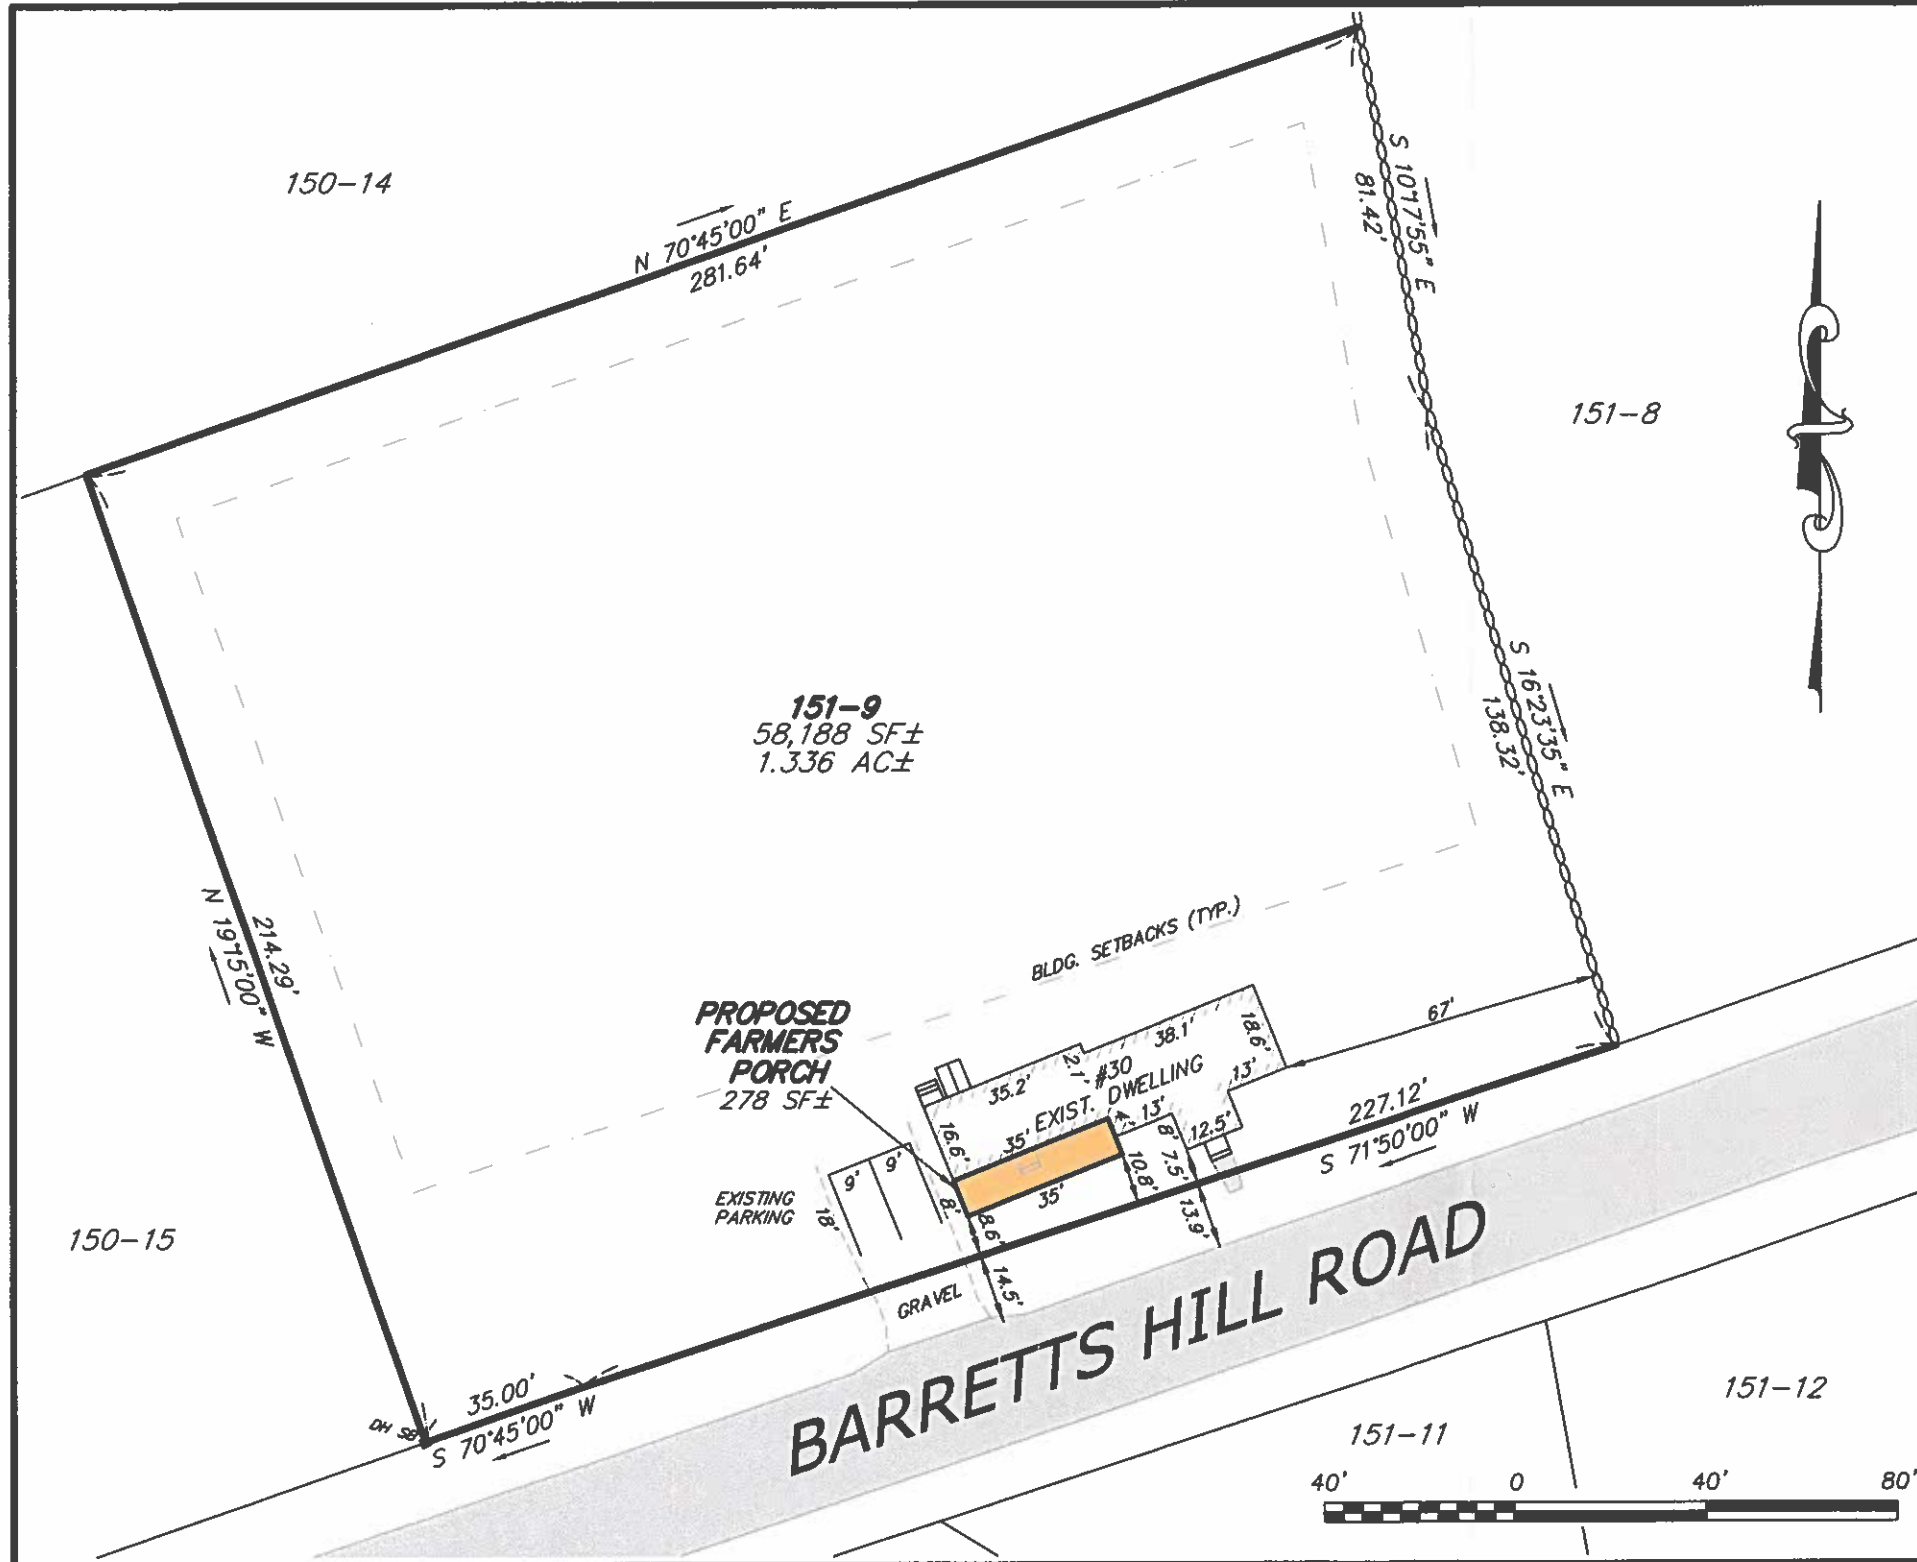 150-14
N 70°45'00" E
281.64'
S 10°17'55" E
81.42'
151-8
S 16°23'35" E
138.32'
151-9
58,188 SF±
1.336 AC±
N 19°15'00" W
214.29'
BLDG. SETBACKS (TYP.)
PROPOSED
FARMERS
PORCH
278 SF±
67'
38.1'
18.6'
2.1'
#30
EXIST. DWELLING
35.2'
13'
13'
12.5'
8'
7.5'
13.9'
16.6'
35'
35'
10.8'
8'
8.6'
14.5'
9'
9'
18'
EXISTING
PARKING
227.12'
S 71°50'00" W
150-15
GRAVEL
35.00'
S 70°45'00" W
DH SB
BARRETTS HILL ROAD
151-12
151-11
40' 0 40' 80'